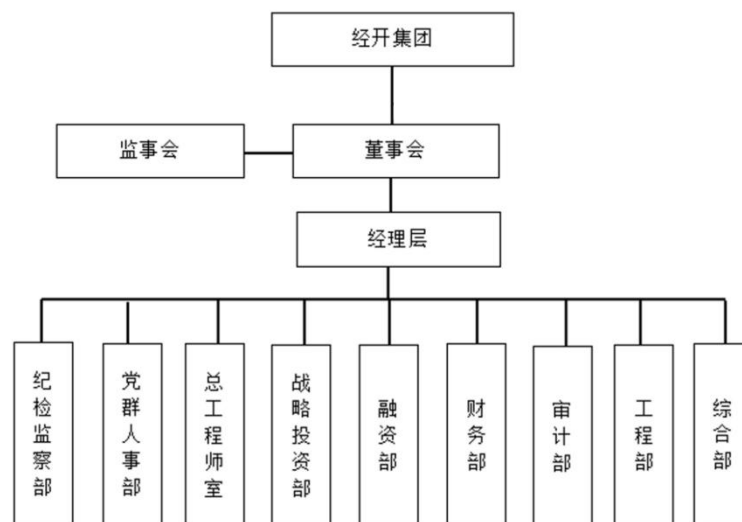 经开集团
监事会
董事会
经理层
纪检监察部
党群人事部
总工程师室
战略投资部
融资部
财务部
审计部
工程部
综合部